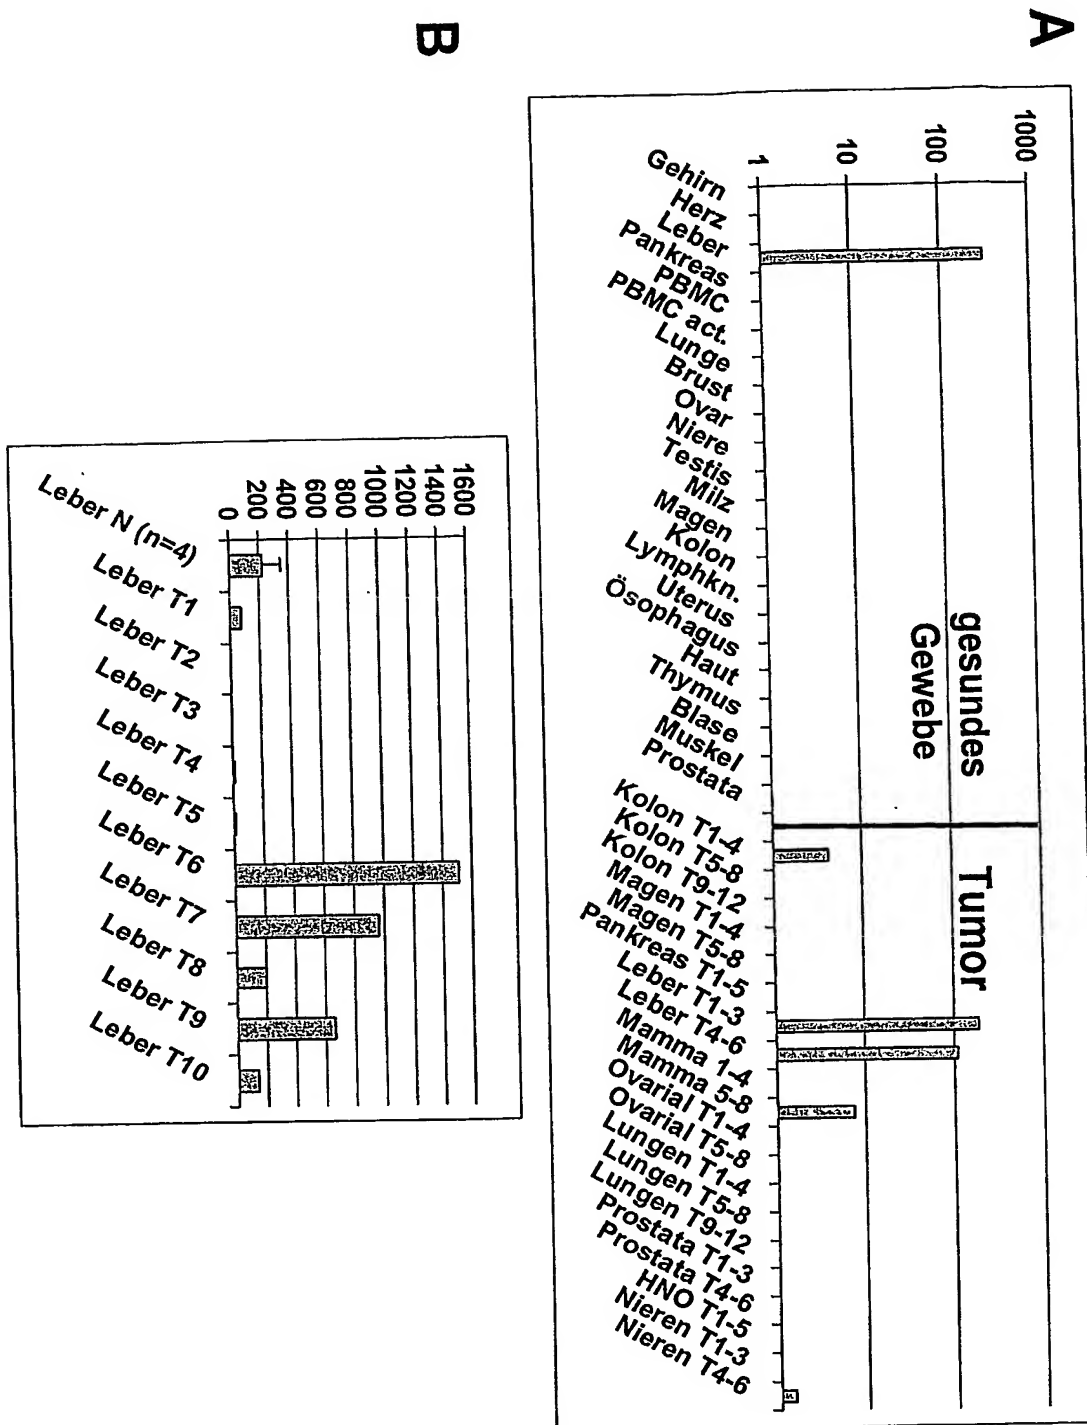 A
1000
100
10
1
gesundes
Gewebe
Tumor
Gehirn
Herz
Leber
Pankreas
PBMC
PBMC act.
Lunge
Brust
Ovar
Niere
Testis
Milz
Magen
Kolon
Lymphkn.
Uterus
Ösophagus
Haut
Thymus
Blase
Muskel
Prostata
Kolon T1-4
Kolon T5-8
Kolon T9-12
Magen T1-4
Magen T5-8
Pankreas T1-5
Leber T1-3
Leber T4-6
Mamma 1-4
Mamma 5-8
Ovarial T1-4
Ovarial T5-8
Lungen T1-4
Lungen T5-8
Lungen T9-12
Prostata T1-3
Prostata T4-6
HNO T1-5
Nieren T1-3
Nieren T4-6
B
1600
1400
1200
1000
800
600
400
200
0
Leber N (n=4)
Leber T1
Leber T2
Leber T3
Leber T4
Leber T5
Leber T6
Leber T7
Leber T8
Leber T9
Leber T10